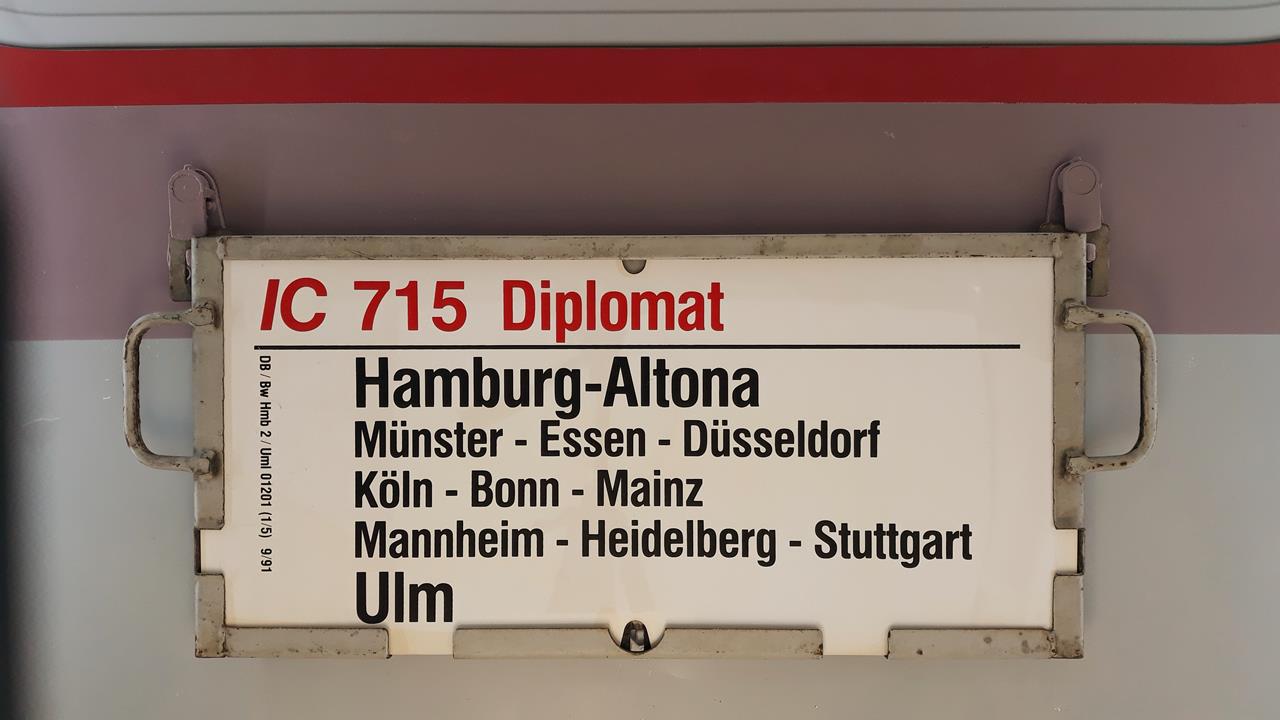 IC 715 Diplomat
Hamburg-Altona
Münster - Essen - Düsseldorf
Köln - Bonn - Mainz
Mannheim - Heidelberg - Stuttgart
Ulm
DB / Bw Hmb 2 / Uml 01201 (1/5) 9/91